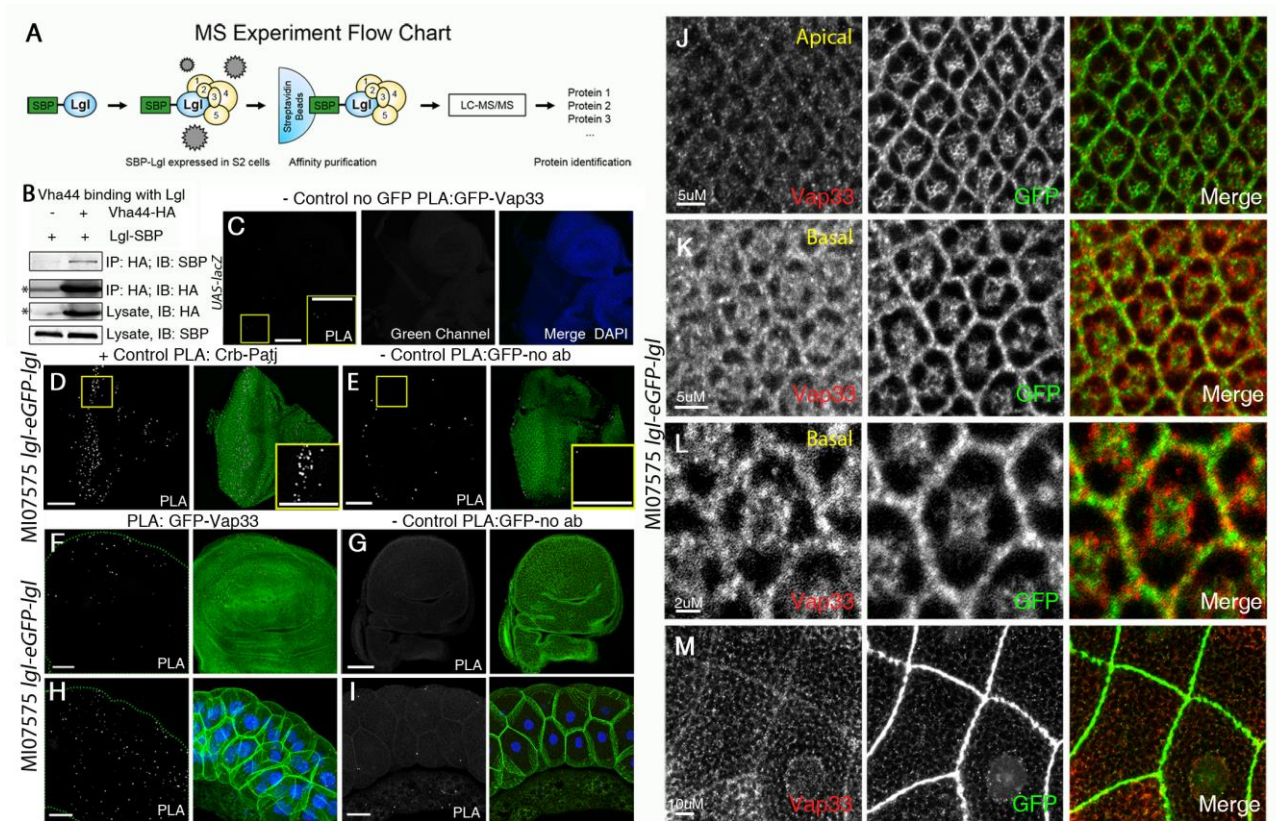 A
MS Experiment Flow Chart
SBP
Lgl
SBP
Lgl
1
2
3
4
5
Streptavidin
Beads
SBP
Lgl
1
2
3
4
5
LC-MS/MS
Protein 1
Protein 2
Protein 3
...
SBP-Lgl expressed in S2 cells
Affinity purification
Protein identification
B
Vha44 binding with Lgl
- + Vha44-HA
+ + Lgl-SBP
IP: HA; IB: SBP
* IP: HA; IB: HA
* Lysate, IB: HA
Lysate, IB: SBP
- Control no GFP PLA:GFP-Vap33
UAS-lacZ
C
PLA
Green Channel
Merge DAPI
MI07575 lgl-eGFP-lgl
+ Control PLA: Crb-Patj
D
PLA
- Control PLA:GFP-no ab
E
PLA
MI07575 lgl-eGFP-lgl
PLA: GFP-Vap33
F
PLA
- Control PLA:GFP-no ab
G
PLA
H
PLA
I
PLA
MI07575 lgl-eGFP-lgl
J
Apical
5uM
Vap33
GFP
Merge
K
Basal
5uM
Vap33
GFP
Merge
L
Basal
2uM
Vap33
GFP
Merge
M
10uM
Vap33
GFP
Merge